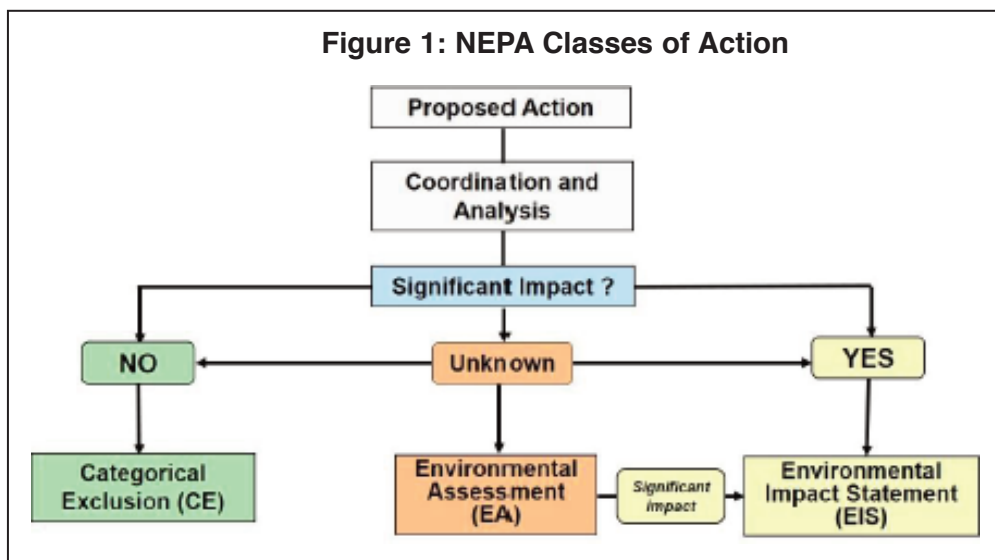 Figure 1: NEPA Classes of Action
Proposed Action
Coordination and
Analysis
Significant Impact ?
NO
Unknown
YES
Categorical
Exclusion (CE)
Environmental
Assessment
(EA)
Significant
impact
Environmental
Impact Statement
(EIS)